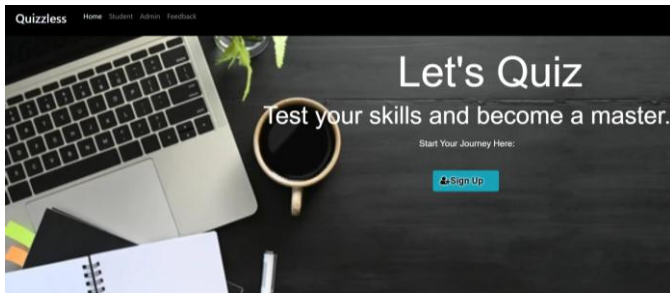 Quizzless Home Student Admin Feedback
Let's Quiz
Test your skills and become a master.
Start Your Journey Here:
Sign Up